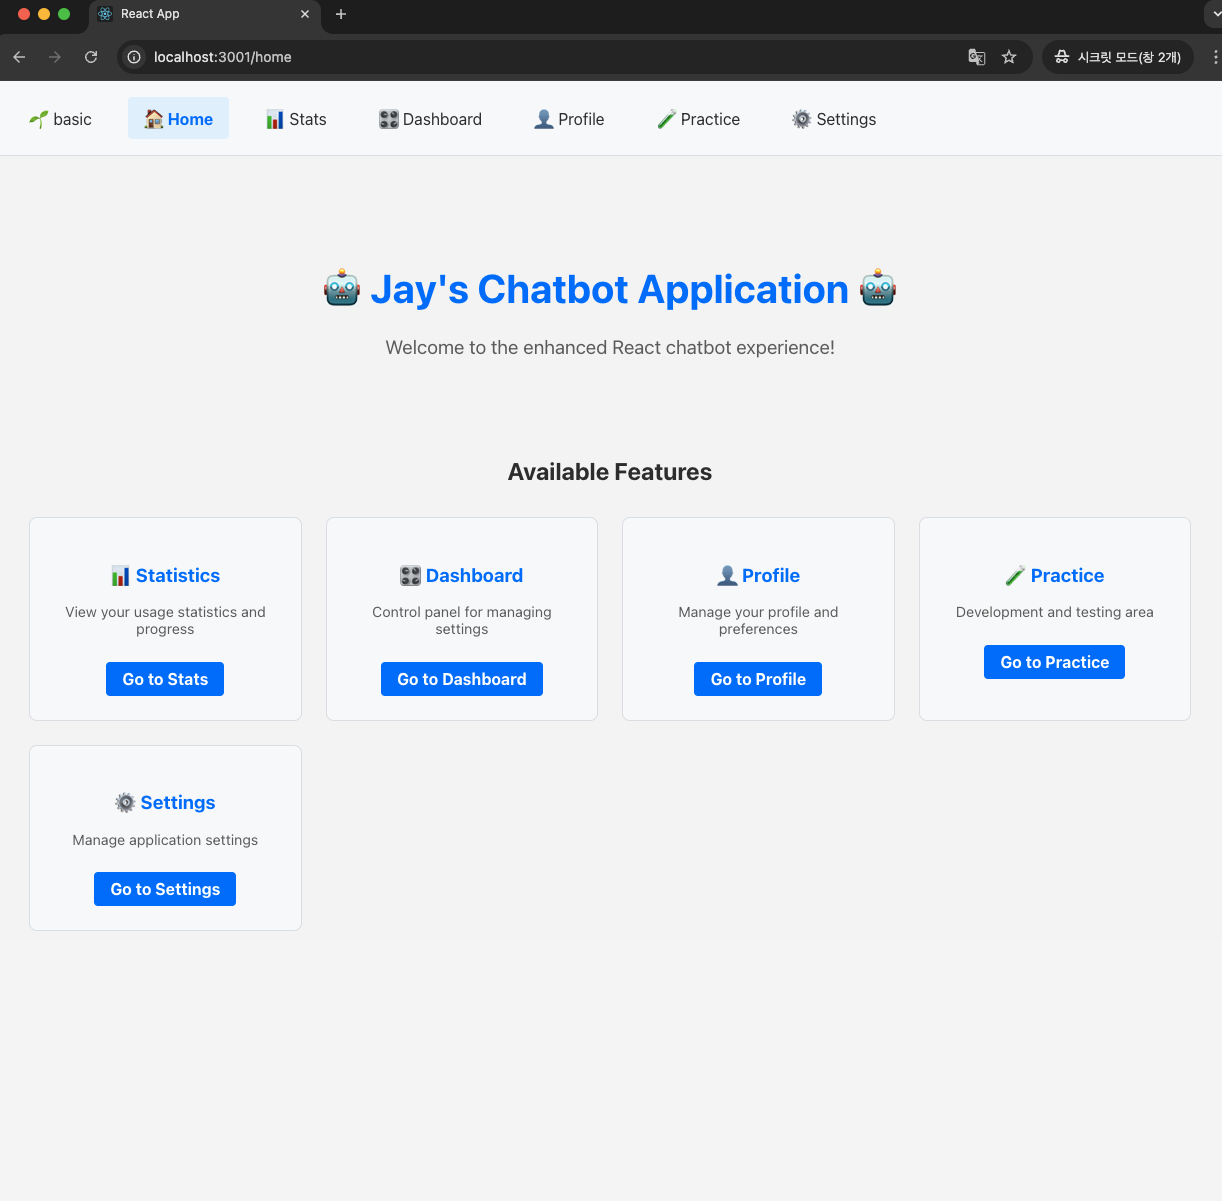 React App
localhost:3001/home
시크릿 모드(창 2개)
basic
Home
Stats
Dashboard
Profile
Practice
Settings
Jay's Chatbot Application
Welcome to the enhanced React chatbot experience!
Available Features
Statistics
View your usage statistics and
progress
Go to Stats
Dashboard
Control panel for managing
settings
Go to Dashboard
Profile
Manage your profile and
preferences
Go to Profile
Practice
Development and testing area
Go to Practice
Settings
Manage application settings
Go to Settings